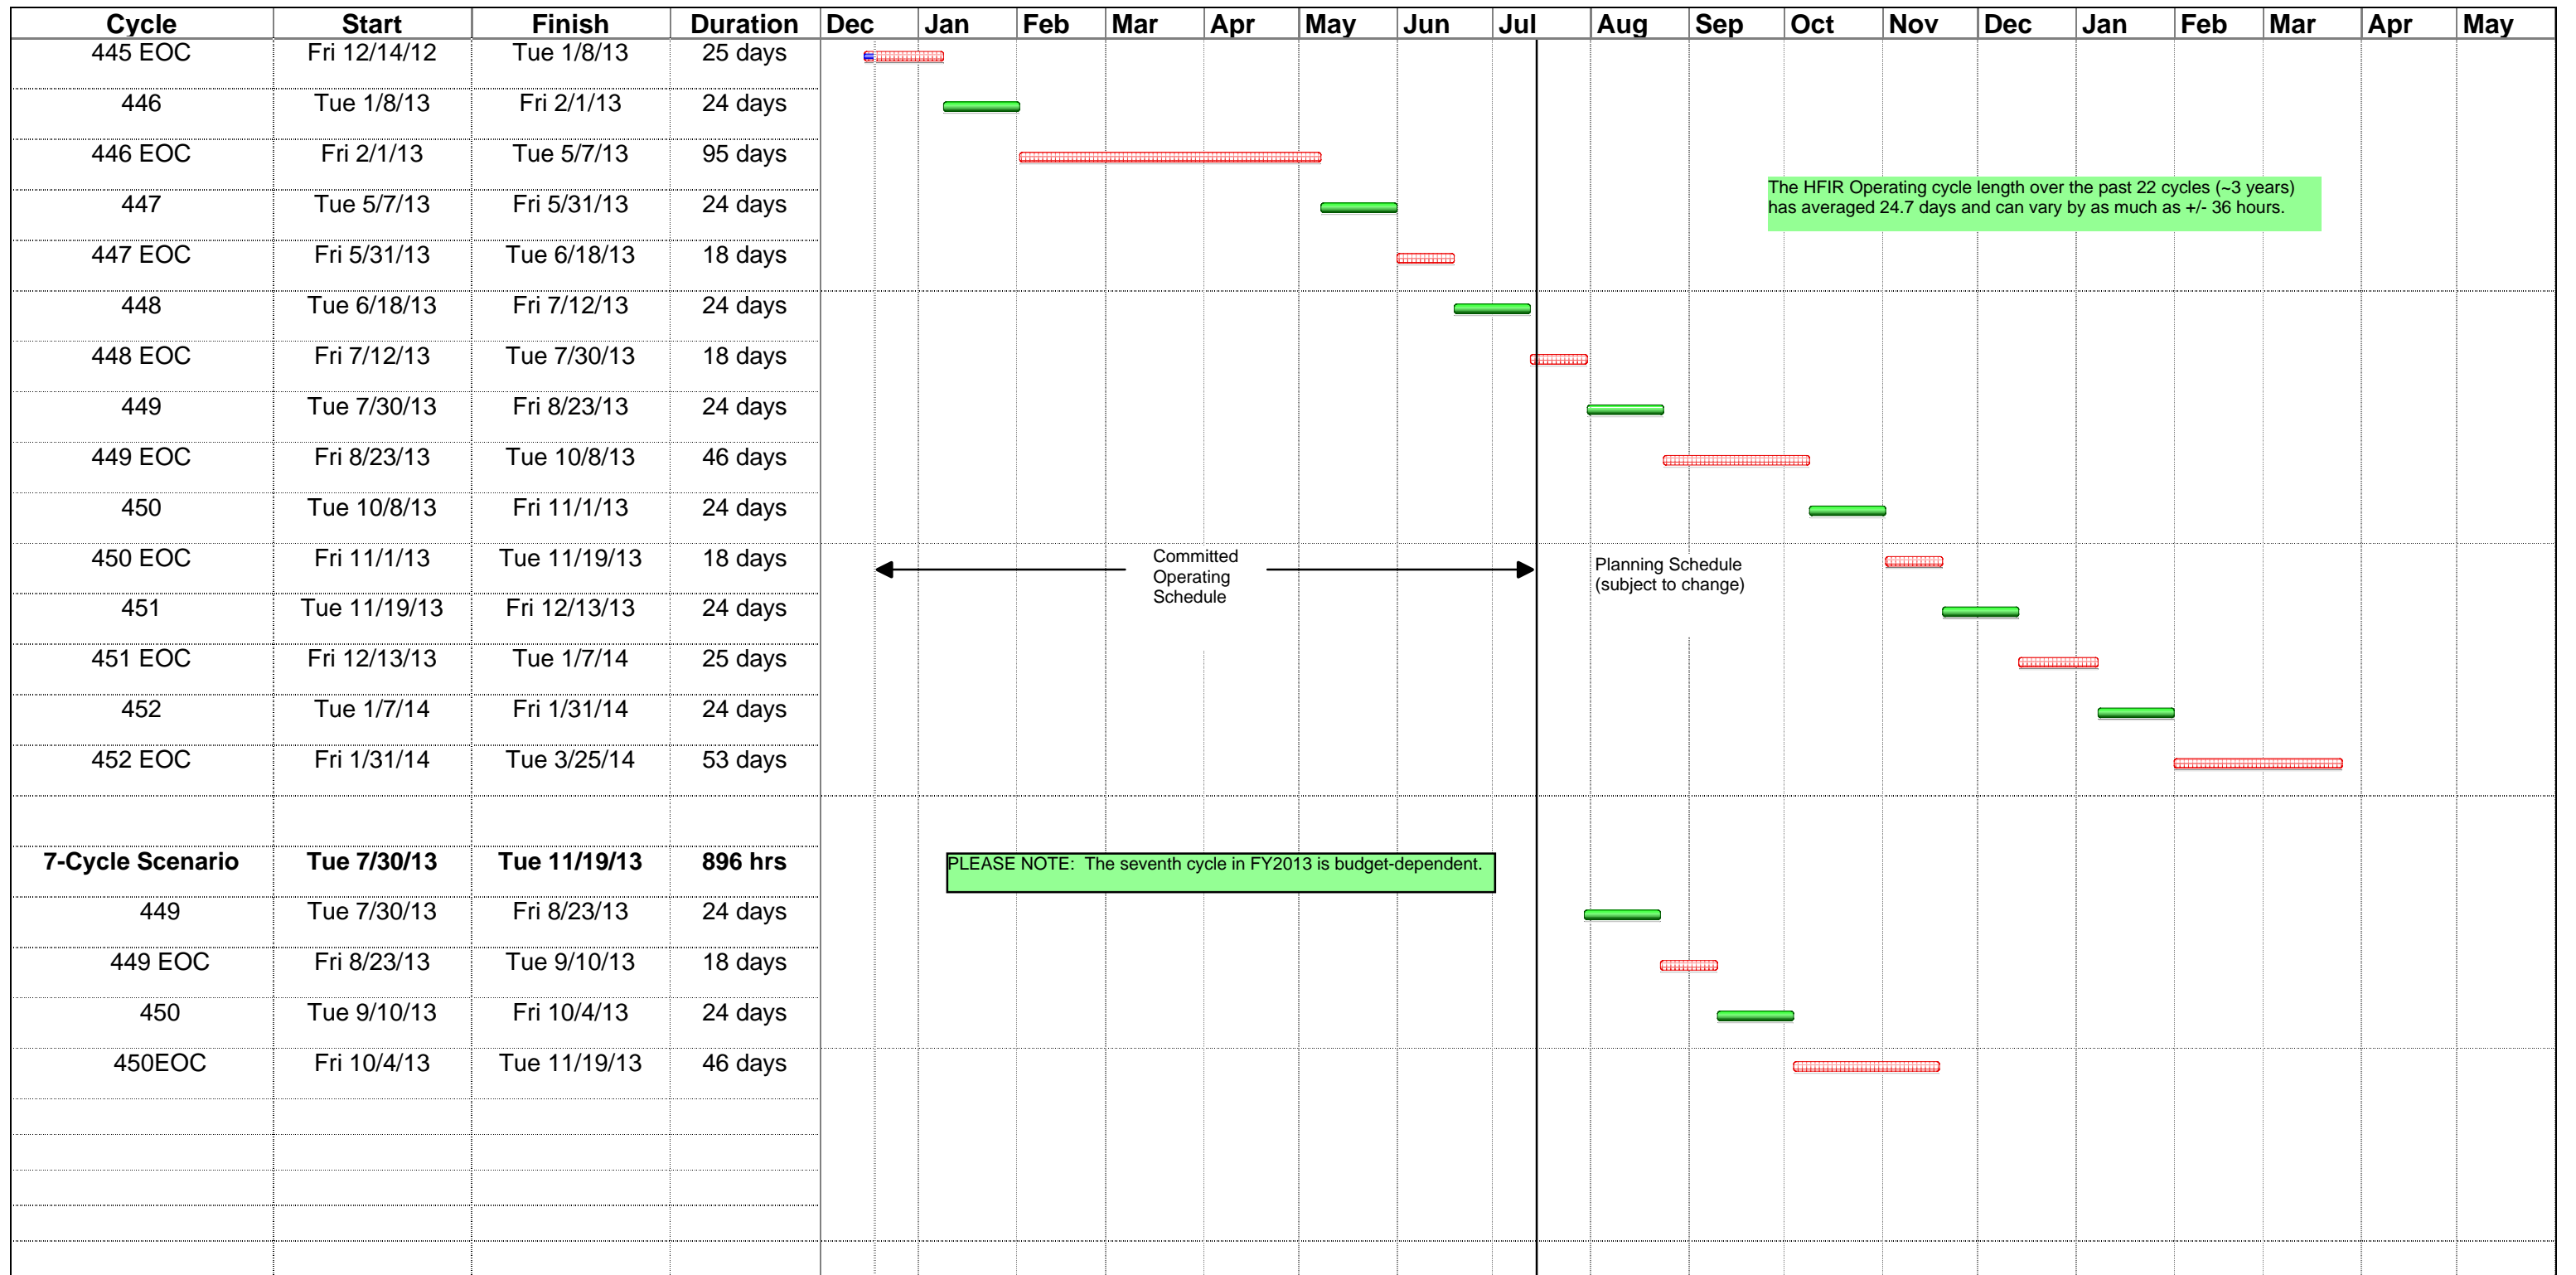 Cycle Start Finish Duration Dec Jan Feb Mar Apr May Jun Jul Aug Sep Oct Nov Dec Jan Feb Mar Apr May
445 EOC Fri 12/14/12 Tue 1/8/13 25 days
446 Tue 1/8/13 Fri 2/1/13 24 days
446 EOC Fri 2/1/13 Tue 5/7/13 95 days
The HFIR Operating cycle length over the past 22 cycles (~3 years)
has averaged 24.7 days and can vary by as much as +/- 36 hours.
447 Tue 5/7/13 Fri 5/31/13 24 days
447 EOC Fri 5/31/13 Tue 6/18/13 18 days
448 Tue 6/18/13 Fri 7/12/13 24 days
448 EOC Fri 7/12/13 Tue 7/30/13 18 days
449 Tue 7/30/13 Fri 8/23/13 24 days
449 EOC Fri 8/23/13 Tue 10/8/13 46 days
450 Tue 10/8/13 Fri 11/1/13 24 days
450 EOC Fri 11/1/13 Tue 11/19/13 18 days
Committed
Operating
Schedule
Planning Schedule
(subject to change)
451 Tue 11/19/13 Fri 12/13/13 24 days
451 EOC Fri 12/13/13 Tue 1/7/14 25 days
452 Tue 1/7/14 Fri 1/31/14 24 days
452 EOC Fri 1/31/14 Tue 3/25/14 53 days
7-Cycle Scenario Tue 7/30/13 Tue 11/19/13 896 hrs
PLEASE NOTE: The seventh cycle in FY2013 is budget-dependent.
449 Tue 7/30/13 Fri 8/23/13 24 days
449 EOC Fri 8/23/13 Tue 9/10/13 18 days
450 Tue 9/10/13 Fri 10/4/13 24 days
450EOC Fri 10/4/13 Tue 11/19/13 46 days